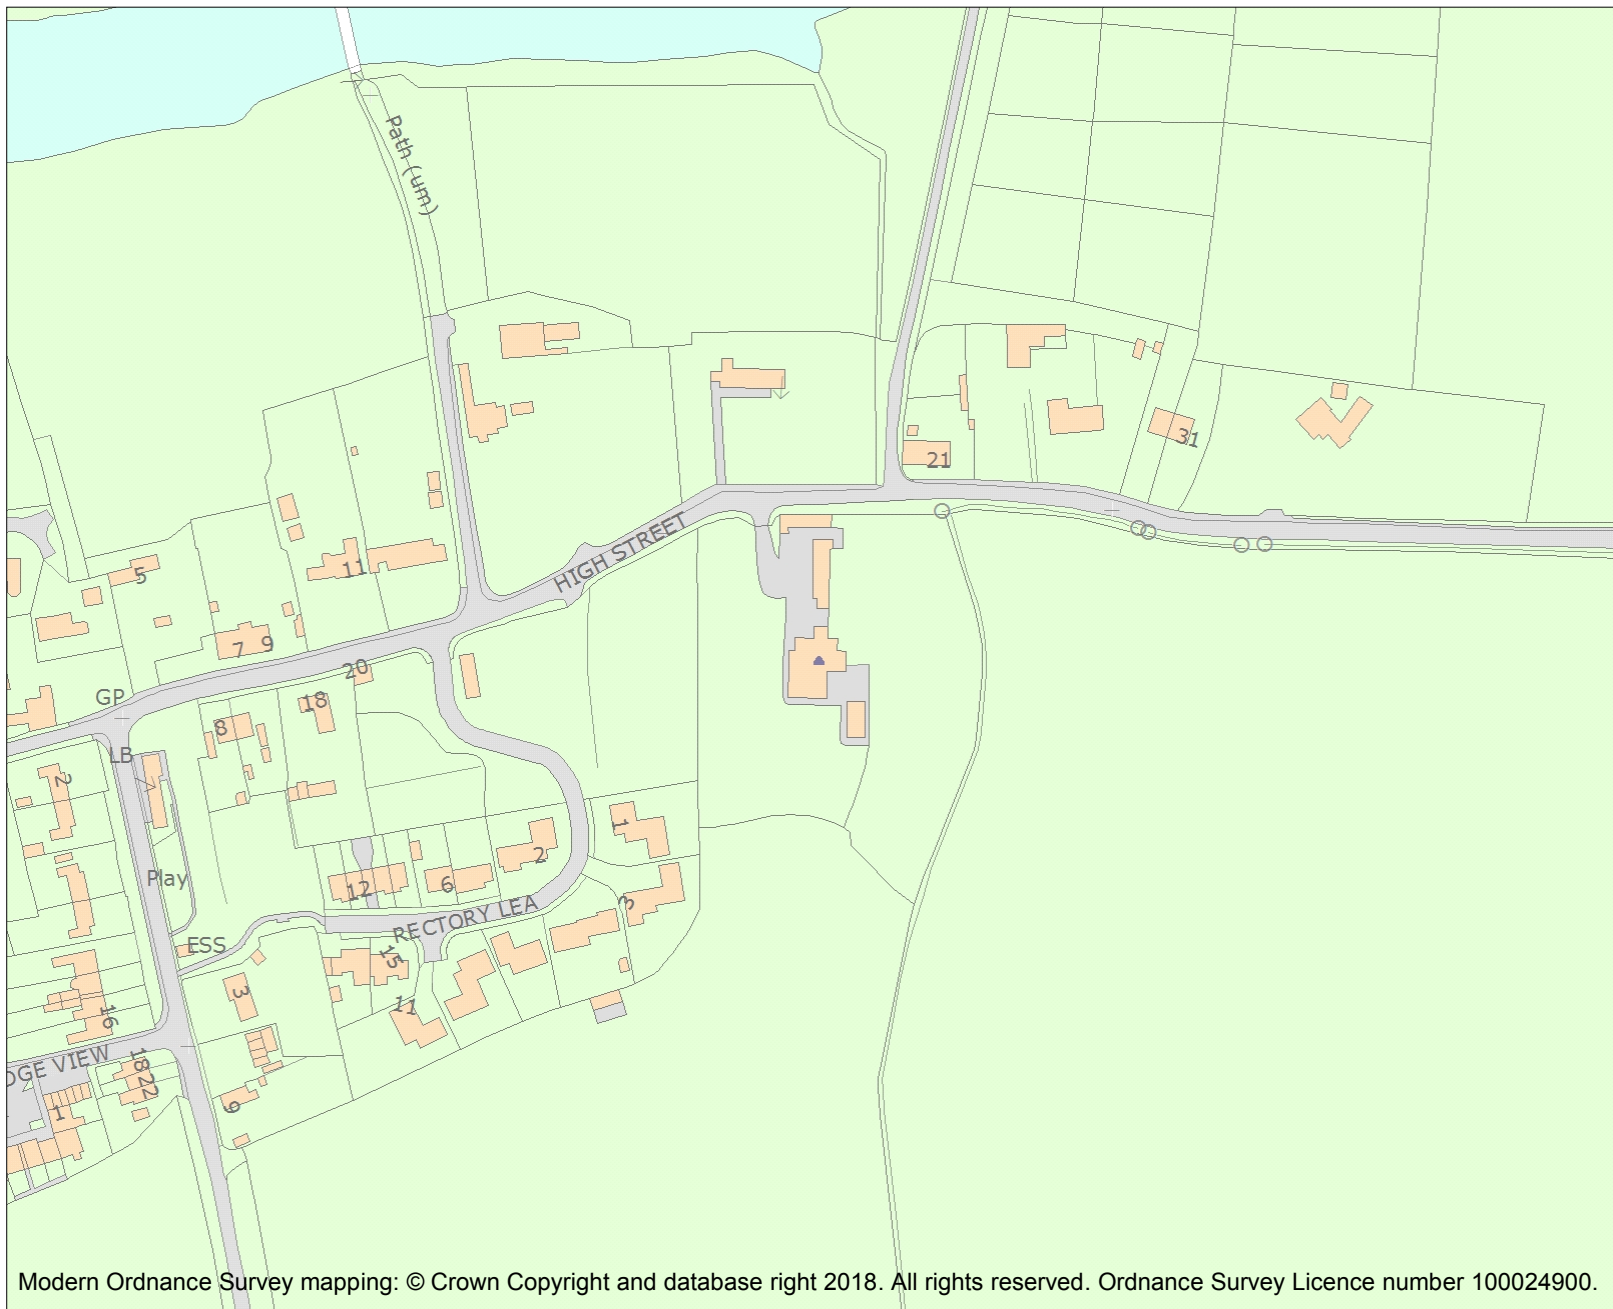 Path (um)
21
31
HIGH STREET
5
11
7
9
20
GP
18
8
LB
2
1
2
Play
12
6
3
RECTORY LEA
ESS
15
3
11
16
DGE VIEW
18
22
1
9
Modern Ordnance Survey mapping: © Crown Copyright and database right 2018. All rights reserved. Ordnance Survey Licence number 100024900.